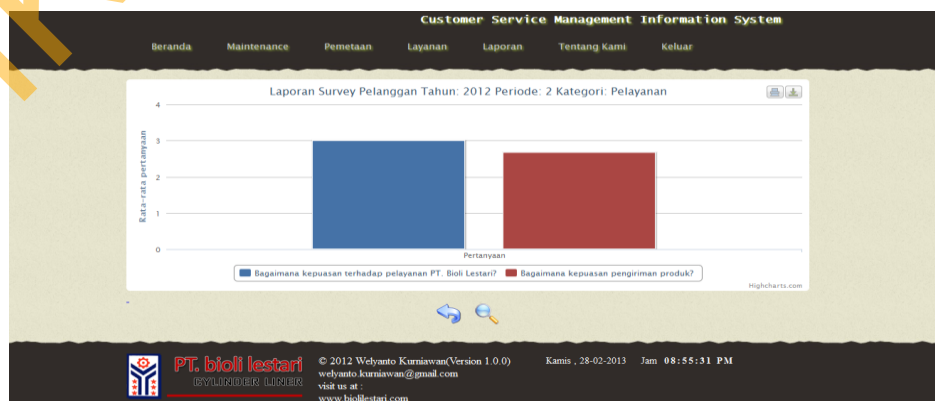 Customer Service Management Information System
Beranda Maintenance Pemetaan Layanan Laporan Tentang Kami Keluar
Laporan Survey Pelanggan Tahun: 2012 Periode: 2 Kategori: Pelayanan
Rata-rata pertanyaan
4
3
2
1
0
Pertanyaan
Bagaimana kepuasan terhadap pelayanan PT. Bioli Lestari? Bagaimana kepuasan pengiriman produk?
Highcharts.com
PT. bioli lestari
CYLINDER LINER
© 2012 Welyanto Kurniawan(Version 1.0.0)
welyanto.kurniawan@gmail.com
visit us at :
www.biolilestari.com
Kamis , 28-02-2013 Jam 08:55:31 PM